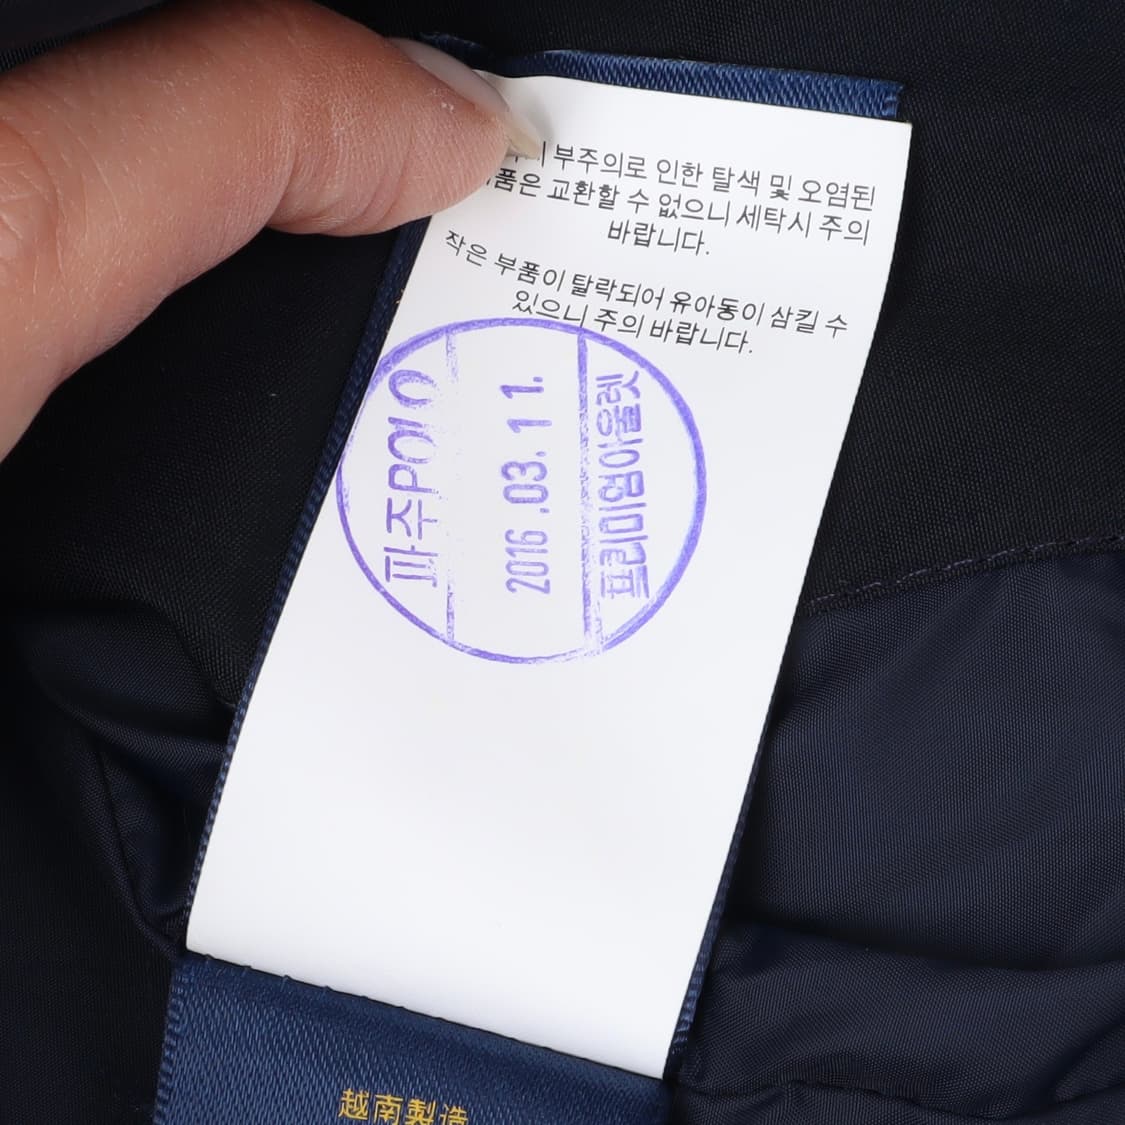 부주의로 인한 탈색 및 오염된
교환할 수 없으니 세탁시 주의
바랍니다.
작은 부품이 탈락되어 유아동이 삼킬 수
있으니 주의 바랍니다.
파주POLO
2016.03.11.
프리미엄아울렛
越南製造